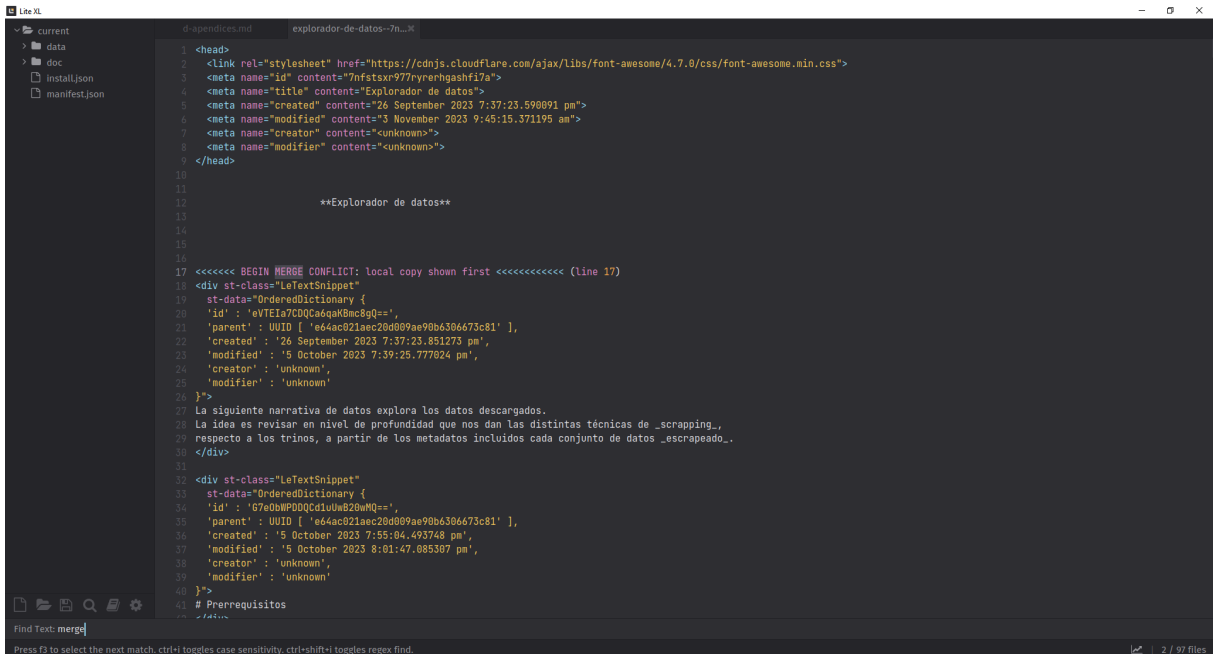 Lite XL
current
data
doc
install.json
manifest.json
d-apendices.md
explorador-de-datos--7n...
1 <head>
2 <link rel="stylesheet" href="https://cdnjs.cloudflare.com/ajax/libs/font-awesome/4.7.0/css/font-awesome.min.css">
3 <meta name="id" content="7nfstsxr977ryrerhgashfi7a">
4 <meta name="title" content="Explorador de datos">
5 <meta name="created" content="26 September 2023 7:37:23.590091 pm">
6 <meta name="modified" content="3 November 2023 9:45:15.371195 am">
7 <meta name="creator" content="<unknown>">
8 <meta name="modifier" content="<unknown>">
9 </head>
10
11
12 **Explorador de datos**
13
14
15
16
17 <<<<<<< BEGIN MERGE CONFLICT: local copy shown first <<<<<<<<<<<< (line 17)
18 <div st-class="LeTextSnippet"
19 st-data="OrderedDictionary {
20 'id' : 'eVTEIa7CDQCa6qaKBmc8gQ==',
21 'parent' : UUID [ 'e64ac021aec20d009ae90b6306673c81' ],
22 'created' : '26 September 2023 7:37:23.851273 pm',
23 'modified' : '5 October 2023 7:39:25.777024 pm',
24 'creator' : 'unknown',
25 'modifier' : 'unknown'
26 }">
27 La siguiente narrativa de datos explora los datos descargados.
28 La idea es revisar en nivel de profundidad que nos dan las distintas técnicas de _scrapping_,
29 respecto a los trinos, a partir de los metadatos incluidos cada conjunto de datos _escrapeado_.
30 </div>
31
32 <div st-class="LeTextSnippet"
33 st-data="OrderedDictionary {
34 'id' : 'G7eObWPDDQCd1uUwB20wMQ==',
35 'parent' : UUID [ 'e64ac021aec20d009ae90b6306673c81' ],
36 'created' : '5 October 2023 7:55:04.493748 pm',
37 'modified' : '5 October 2023 8:01:47.085307 pm',
38 'creator' : 'unknown',
39 'modifier' : 'unknown'
40 }">
41 # Prerrequisitos
42 </div>
Find Text: merge
Press f3 to select the next match. ctrl+i toggles case sensitivity. ctrl+shift+i toggles regex find.
2 / 97 files